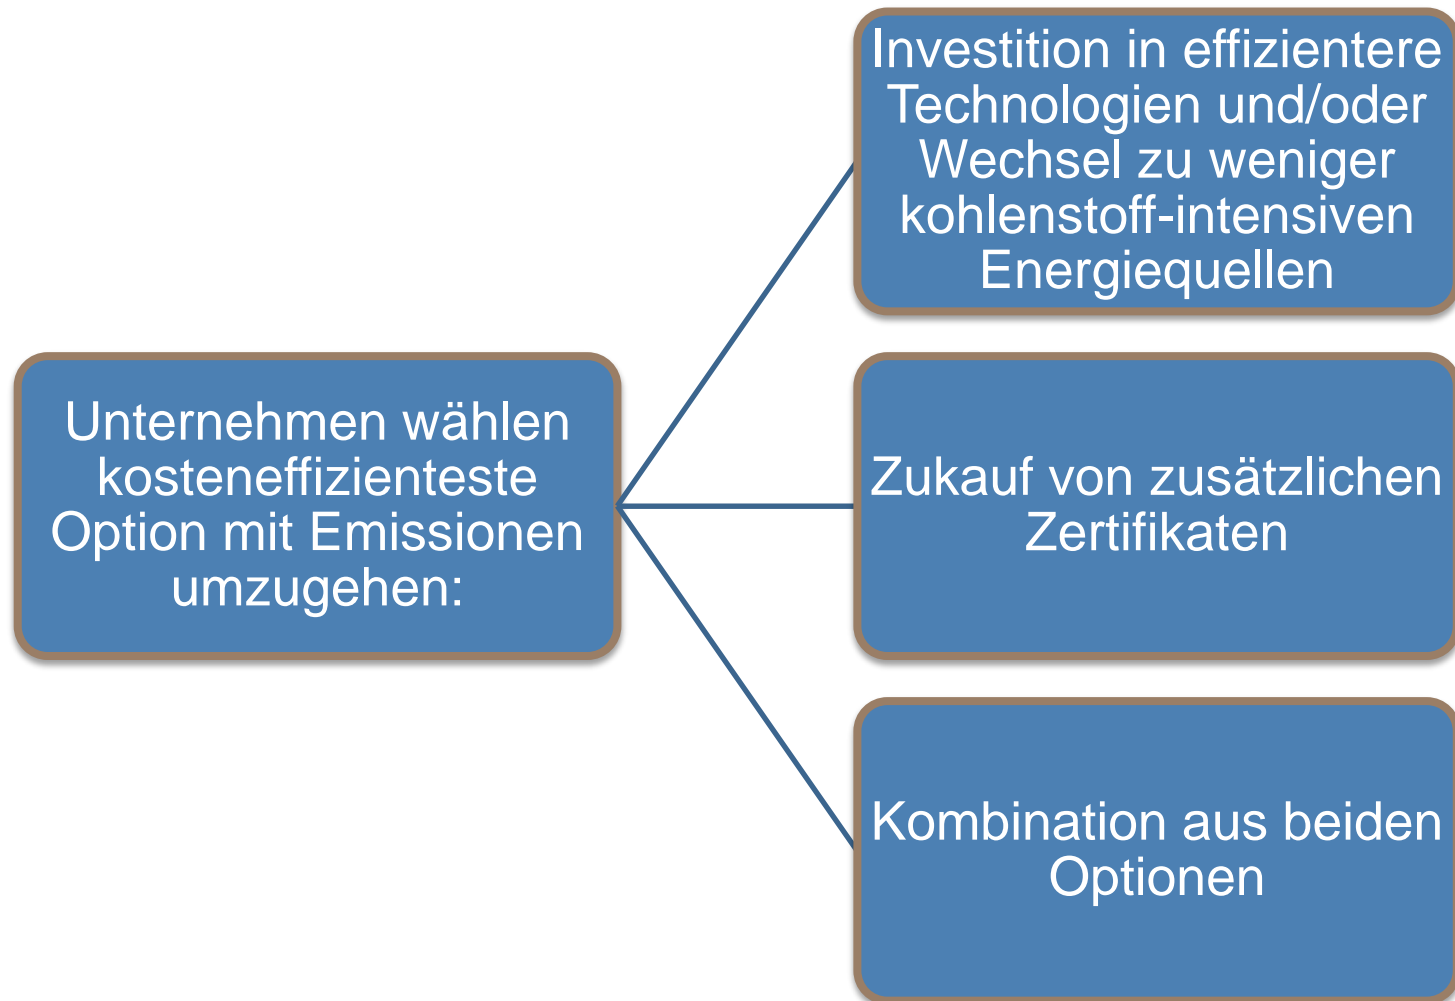 Unternehmen wählen
kosteneffizienteste
Option mit Emissionen
umzugehen:
Investition in effizientere
Technologien und/oder
Wechsel zu weniger
kohlenstoff-intensiven
Energiequellen
Zukauf von zusätzlichen
Zertifikaten
Kombination aus beiden
Optionen